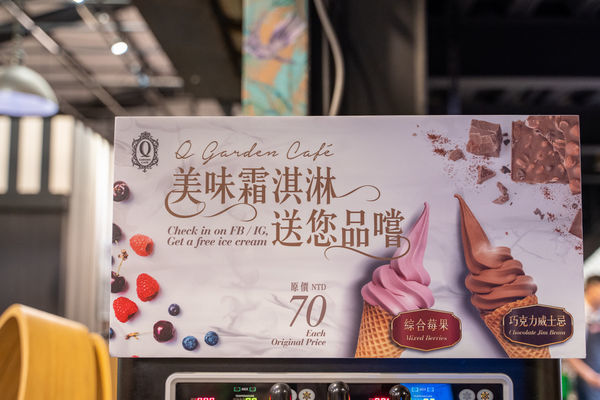 Q
Q Garden Café
美味霜淇淋
Check in on FB / IG,
Get a free ice cream
送您品嚐
原價 NTD
70
Each
Original Price
綜合莓果
Mixed Berries
巧克力威士忌
Chocolate Jim Beam